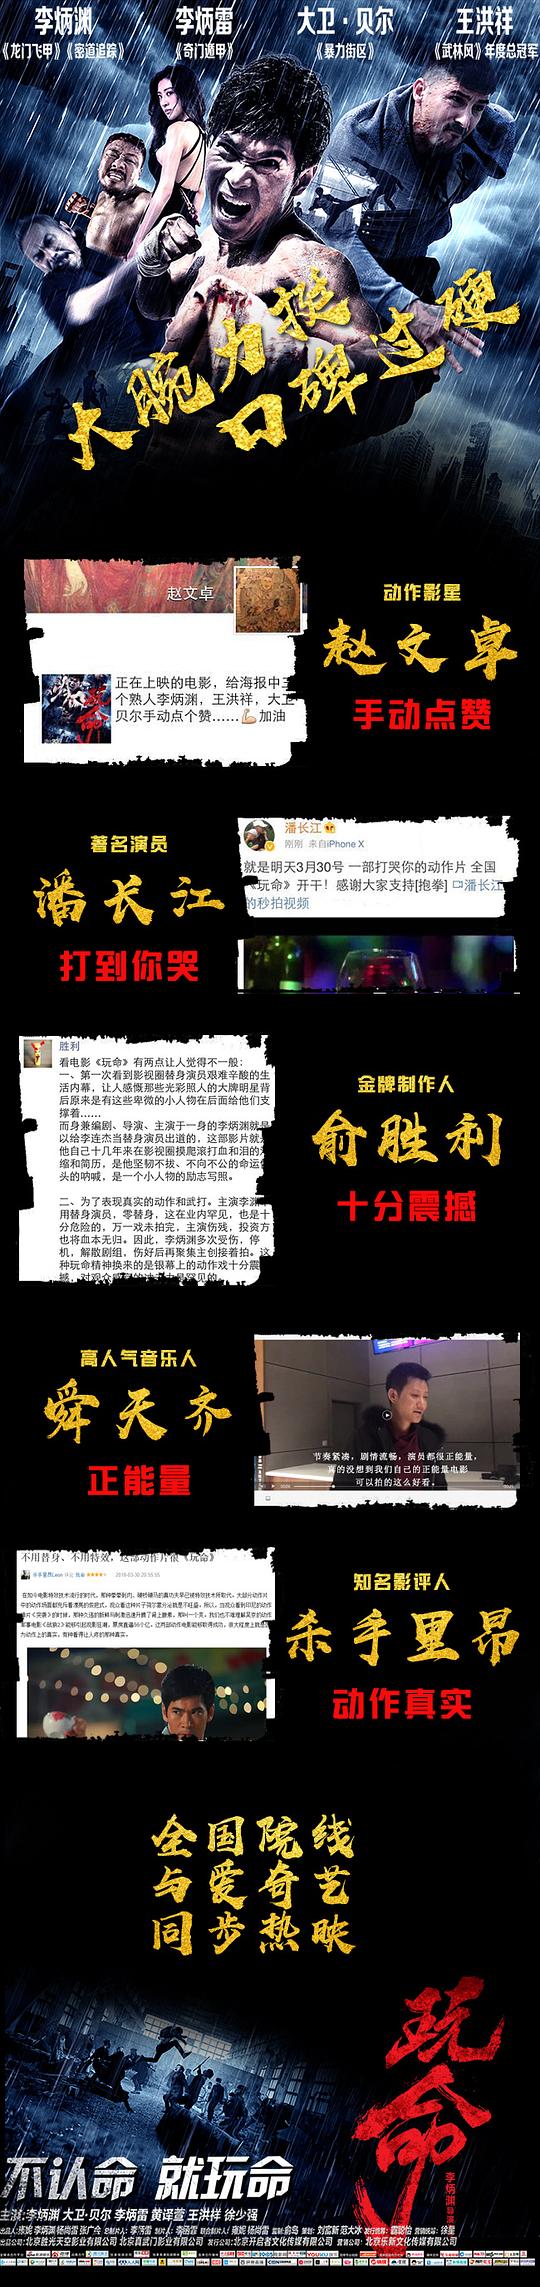 李炳渊
《龙门飞甲》《密道追踪》
李炳雷
《奇门遁甲》
大卫·贝尔
《暴力街区》
王洪祥
《武林风》年度总冠军
大腕力挺
口碑过硬
赵文卓
正在上映的电影，给海报中三
个熟人李炳渊，王洪祥，大卫
贝尔手动点个赞……💪加油
动作影星
赵文卓
手动点赞
著名演员
潘长江
打到你哭
潘长江
刚刚 来自iPhone X
就是明天3月30号 一部打哭你的动作片 全国
《玩命》开干！感谢大家支持[抱拳] 潘长江
的秒拍视频
胜利
看电影《玩命》有两点让人觉得不一般：
一、第一次看到影视圈替身演员艰难辛酸的生
活内幕，让人感慨那些光彩照人的大牌明星背
后原来是有这些卑微的小人物在后面给他们支
撑着……
而身兼编剧、导演、主演于一身的李炳渊就是
以给李连杰当替身演员出道的，这部影片就是
他自己十几年来在影视圈摸爬滚打血和泪的浓
缩和简历，是他坚韧不拔、不向不公的命运低
头的呐喊，是一个小人物的励志写照。
二、为了表现真实的动作和武打。主演李炳渊
用替身演员，零替身，这在业内罕见，也是十
分危险的，万一戏未拍完，主演伤残，投资方
也将血本无归。因此，李炳渊多次受伤，停
机，解散剧组，伤好后再聚集主创接着拍。这
种玩命精神换来的是银幕上的动作戏十分震
金牌制作人
俞胜利
十分震撼
高人气音乐人
舜天齐
正能量
节奏紧凑，剧情流畅，演员都很正能量，
真的没想到我们自己的正能量电影
可以拍的这么好看。
不用替身、不用特效，这部动作片很《玩命》
知名影评人
杀手里昂
动作真实
全国院线
与爱奇艺
同步热映
玩命
李炳渊导演
不认命 就玩命
主演：李炳渊 大卫·贝尔 李炳雷 黄译萱 王洪祥 徐少强